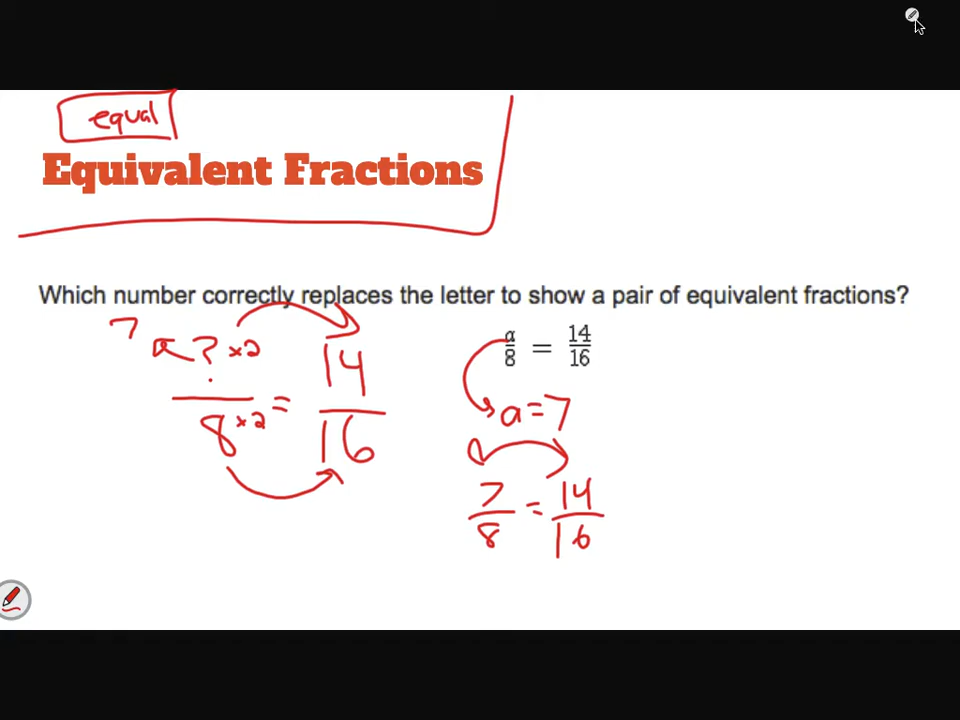 equal
Equivalent Fractions
Which number correctly replaces the letter to show a pair of equivalent fractions?
a/8 = 14/16
7
a ? ×2 / 8 ×2 = 14/16
a = 7
7/8 = 14/16